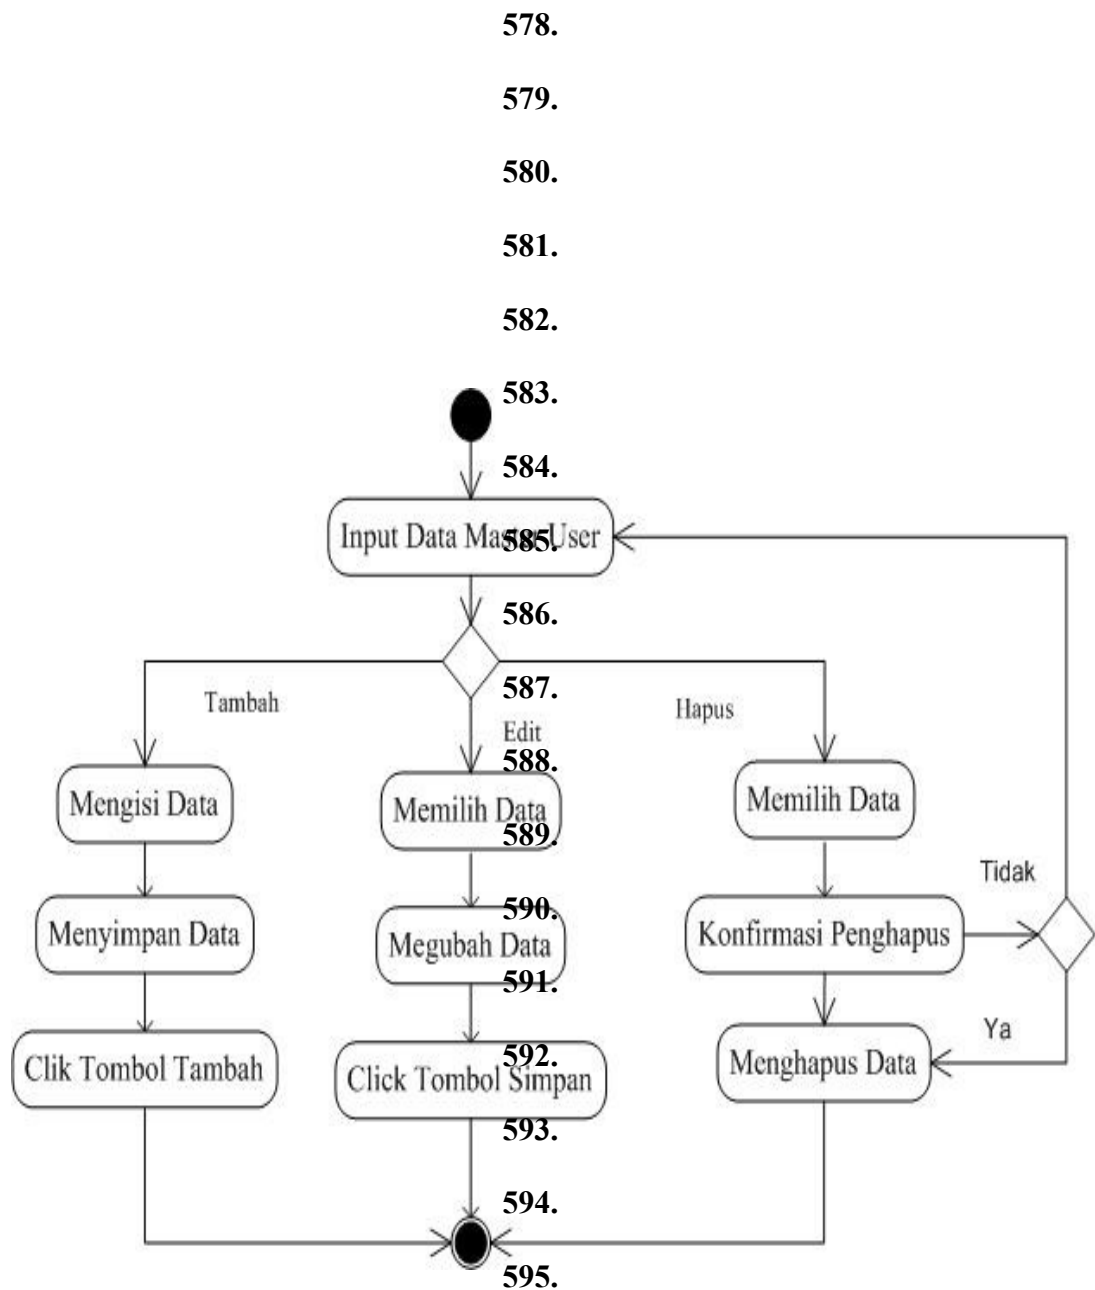 578.
579.
580.
581.
582.
583.
584.
Input Data Master User
585.
586.
587.
Tambah
Hapus
Edit
588.
Mengisi Data
Memilih Data
Memilih Data
589.
Tidak
590.
Menyimpan Data
Megubah Data
Konfirmasi Penghapus
591.
Ya
592.
Clik Tombol Tambah
Click Tombol Simpan
Menghapus Data
593.
594.
595.